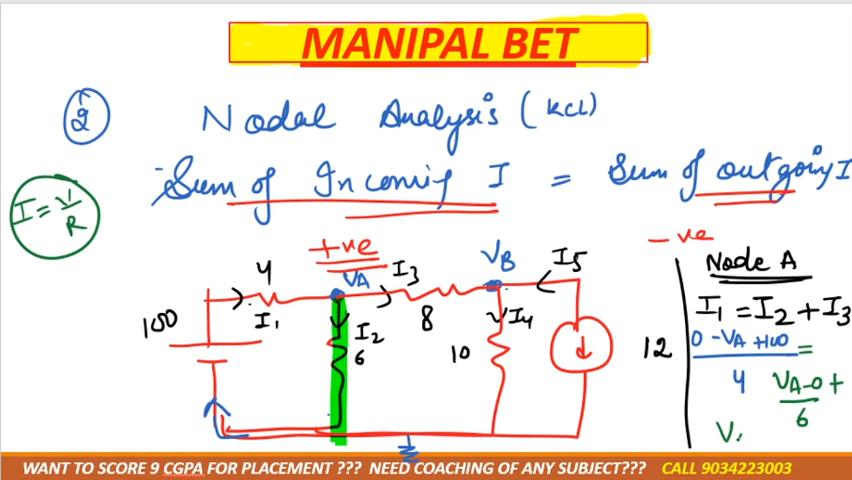 MANIPAL BET
2
Nodal Analysis (KCL)
Sum of Incoming I = Sum of outgoing I
I = V/R
+ve
- ve
4
VA
I3
VB
I5
Node A
100
I1
I2
6
8
I4
10
12
I1 = I2 + I3
0 - VA + 100 =
4
VA - 0 +
6
V
WANT TO SCORE 9 CGPA FOR PLACEMENT ??? NEED COACHING OF ANY SUBJECT??? CALL 9034223003